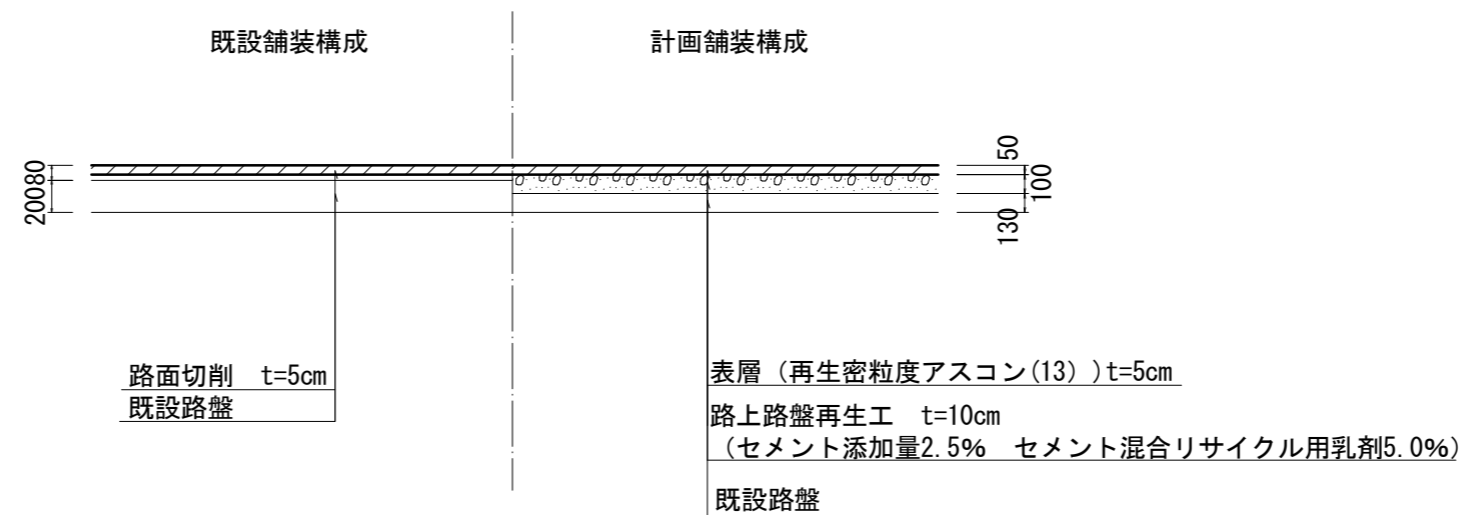 既設舗装構成
計画舗装構成
80
200
50
100
130
路面切削　t=5cm
既設路盤
表層（再生密粒度アスコン(13)）t=5cm
路上路盤再生工　t=10cm
（セメント添加量2.5%　セメント混合リサイクル用乳剤5.0%）
既設路盤